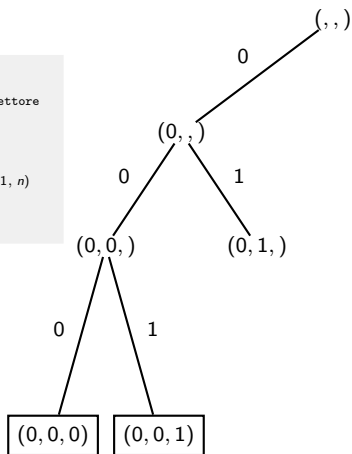 (, , )
0
ettore
(0, , )
1, n)
0 1
(0, 0, ) (0, 1, )
0 1
(0, 0, 0) (0, 0, 1)